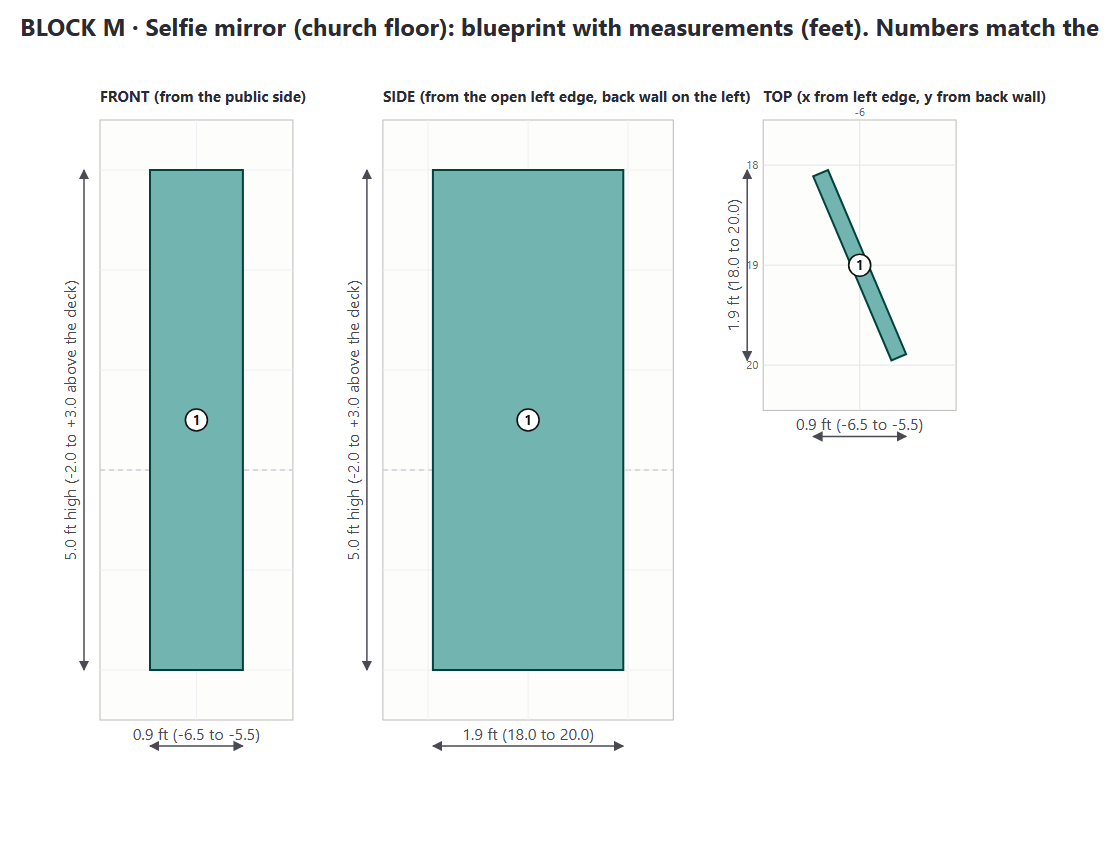 BLOCK M · Selfie mirror (church floor): blueprint with measurements (feet). Numbers match the
FRONT (from the public side)
SIDE (from the open left edge, back wall on the left)
TOP (x from left edge, y from back wall)
-6
18
19
20
1.9 ft (18.0 to 20.0)
1
0.9 ft (-6.5 to -5.5)
5.0 ft high (-2.0 to +3.0 above the deck)
1
5.0 ft high (-2.0 to +3.0 above the deck)
1
0.9 ft (-6.5 to -5.5)
1.9 ft (18.0 to 20.0)